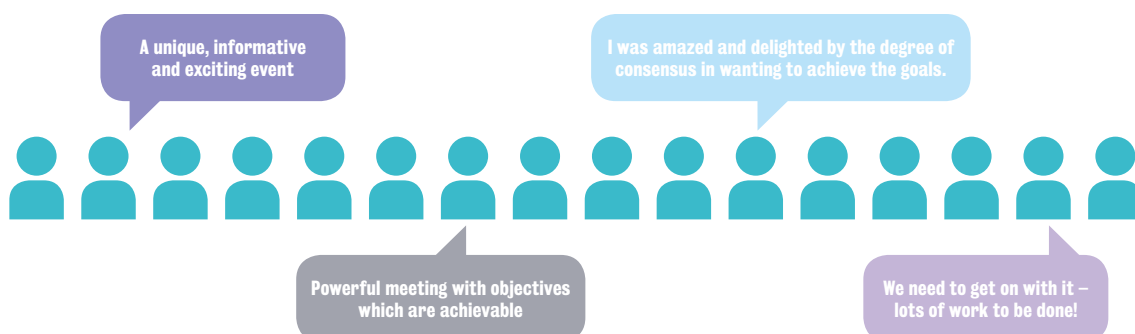 A unique, informative
and exciting event
I was amazed and delighted by the degree of
consensus in wanting to achieve the goals.
Powerful meeting with objectives
which are achievable
We need to get on with it –
lots of work to be done!